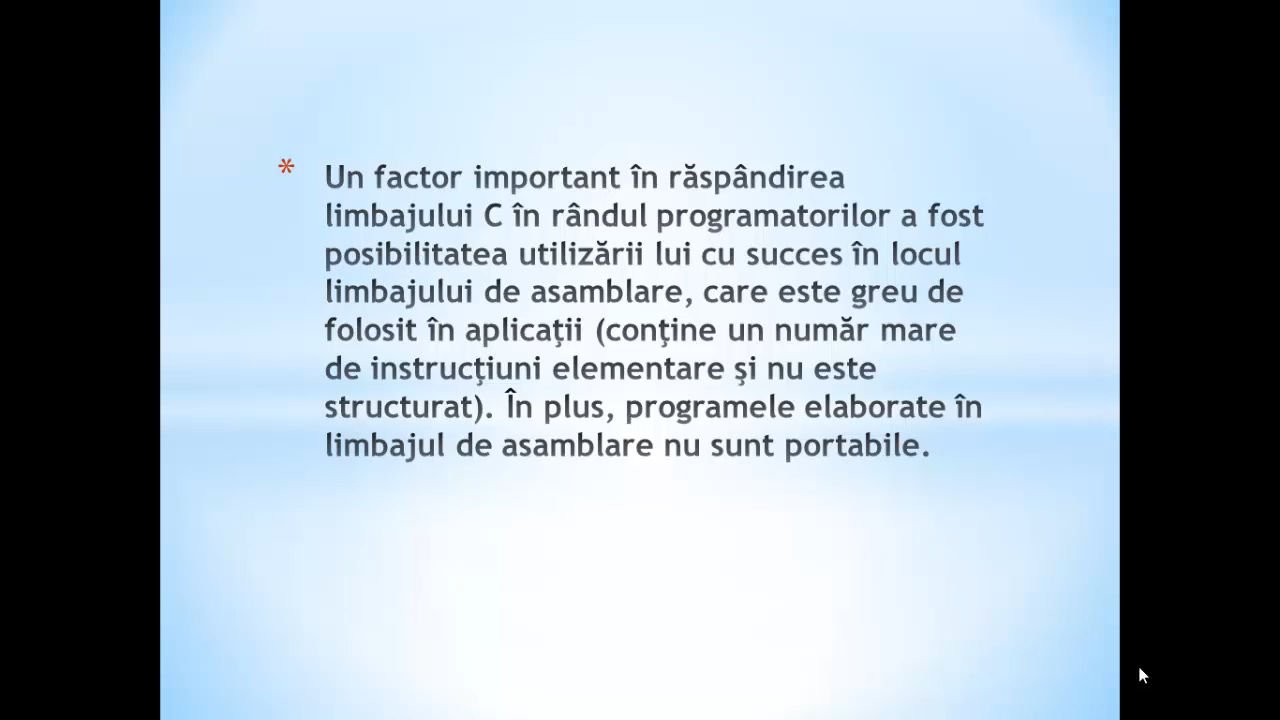 * Un factor important în răspândirea
limbajului C în rândul programatorilor a fost
posibilitatea utilizării lui cu succes în locul
limbajului de asamblare, care este greu de
folosit în aplicaţii (conţine un număr mare
de instrucţiuni elementare şi nu este
structurat). În plus, programele elaborate în
limbajul de asamblare nu sunt portabile.